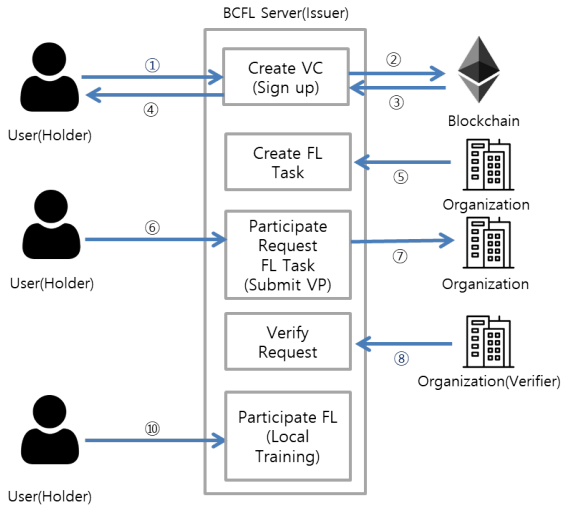 BCFL Server(Issuer)
①
②
Create VC
(Sign up)
④
③
User(Holder)
Blockchain
Create FL
Task
⑤
Organization
⑥
Participate
Request
FL Task
(Submit VP)
⑦
User(Holder)
Organization
Verify
Request
⑧
Organization(Verifier)
⑩
Participate FL
(Local
Training)
User(Holder)